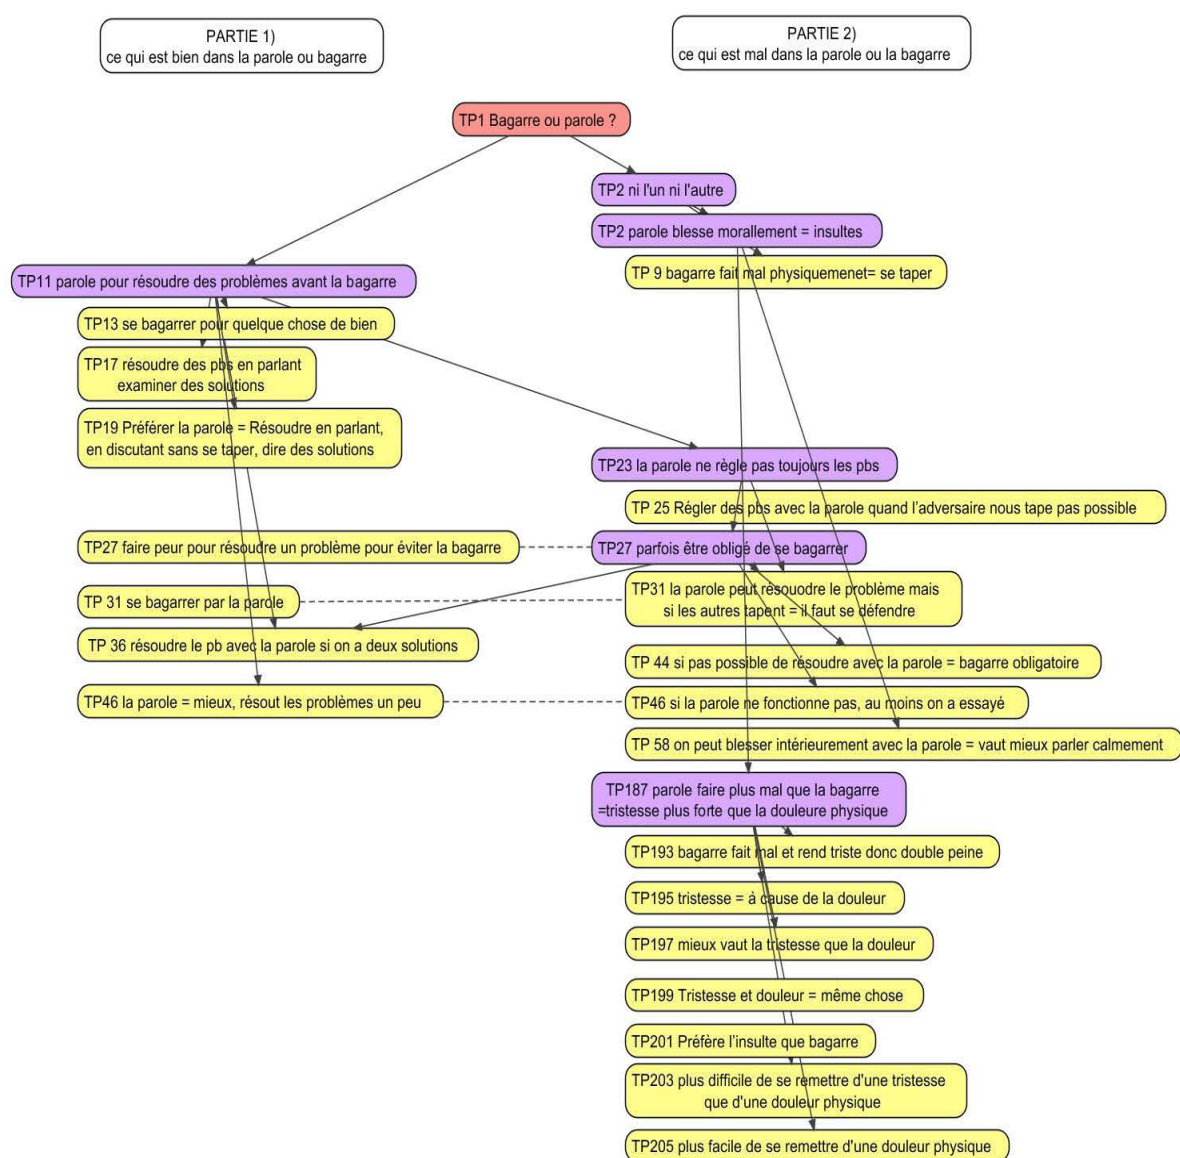 PARTIE 1)
ce qui est bien dans la parole ou bagarre
PARTIE 2)
ce qui est mal dans la parole ou la bagarre
TP1 Bagarre ou parole ?
TP2 ni l'un ni l'autre
TP2 parole blesse morallement = insultes
TP 9 bagarre fait mal physiquemenet= se taper
TP11 parole pour résoudre des problèmes avant la bagarre
TP13 se bagarrer pour quelque chose de bien
TP17 résoudre des pbs en parlant
examiner des solutions
TP19 Préférer la parole = Résoudre en parlant,
en discutant sans se taper, dire des solutions
TP23 la parole ne règle pas toujours les pbs
TP 25 Régler des pbs avec la parole quand l'adversaire nous tape pas possible
TP27 faire peur pour résoudre un problème pour éviter la bagarre
TP27 parfois être obligé de se bagarrer
TP 31 se bagarrer par la parole
TP31 la parole peut résouodre le problème mais
si les autres tapent = il faut se défendre
TP 36 résoudre le pb avec la parole si on a deux solutions
TP 44 si pas possible de résoudre avec la parole = bagarre obligatoire
TP46 la parole = mieux, résout les problèmes un peu
TP46 si la parole ne fonctionne pas, au moins on a essayé
TP 58 on peut blesser intérieurement avec la parole = vaut mieux parler calmement
TP187 parole faire plus mal que la bagarre
=tristesse plus forte que la douleure physique
TP193 bagarre fait mal et rend triste donc double peine
TP195 tristesse = à cause de la douleur
TP197 mieux vaut la tristesse que la douleur
TP199 Tristesse et douleur = même chose
TP201 Préfère l'insulte que bagarre
TP203 plus difficile de se remettre d'une tristesse
que d'une douleur physique
TP205 plus facile de se remettre d'une douleur physique